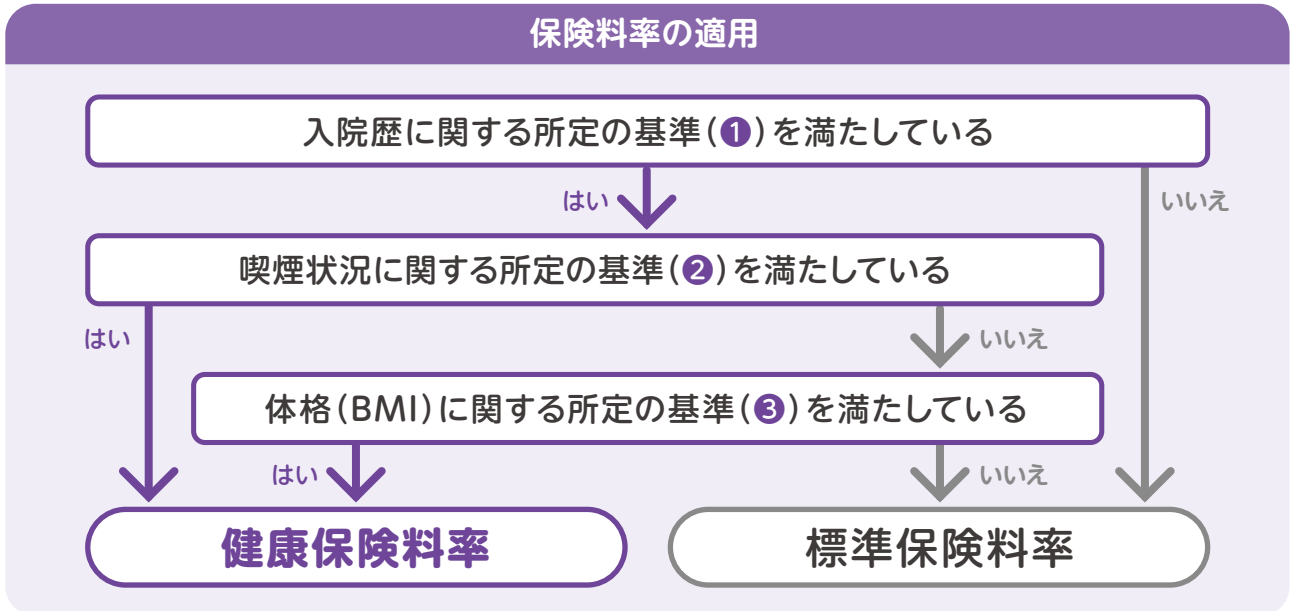 保険料率の適用
入院歴に関する所定の基準(❶)を満たしている
はい
いいえ
喫煙状況に関する所定の基準(❷)を満たしている
はい
いいえ
体格(BMI)に関する所定の基準(❸)を満たしている
はい
いいえ
健康保険料率
標準保険料率